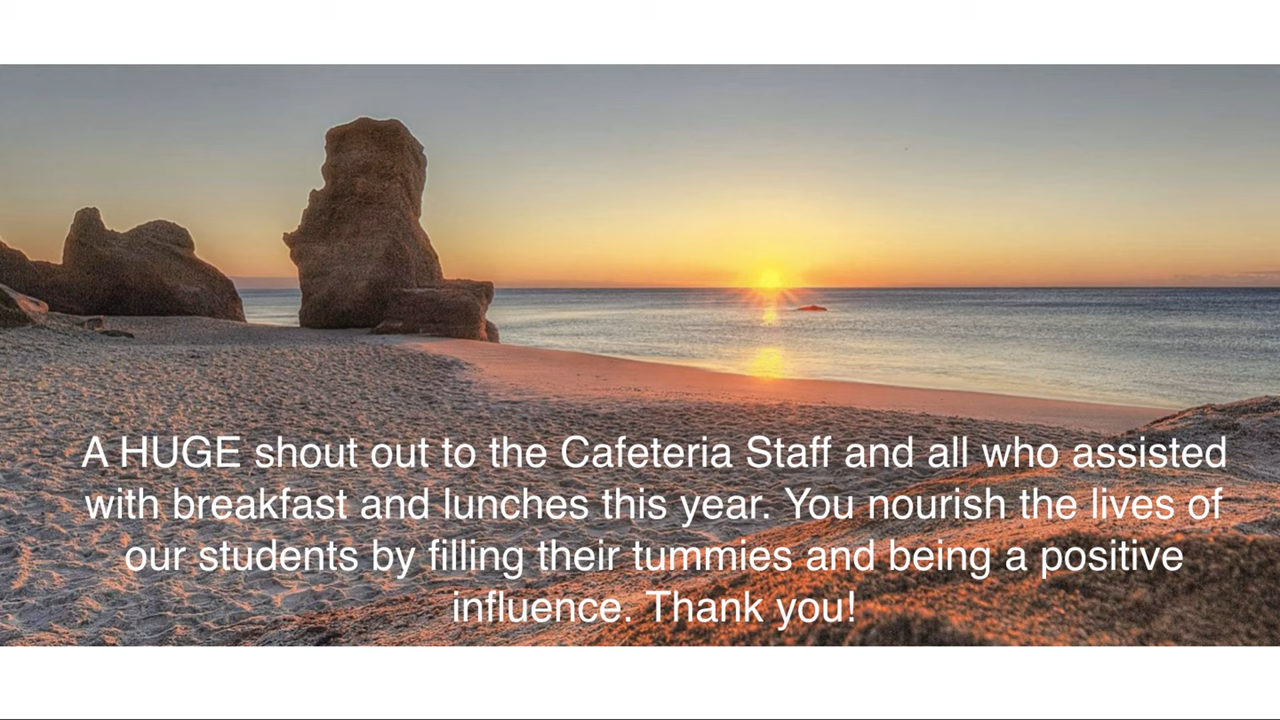 A HUGE shout out to the Cafeteria Staff and all who assisted
with breakfast and lunches this year. You nourish the lives of
our students by filling their tummies and being a positive
influence. Thank you!